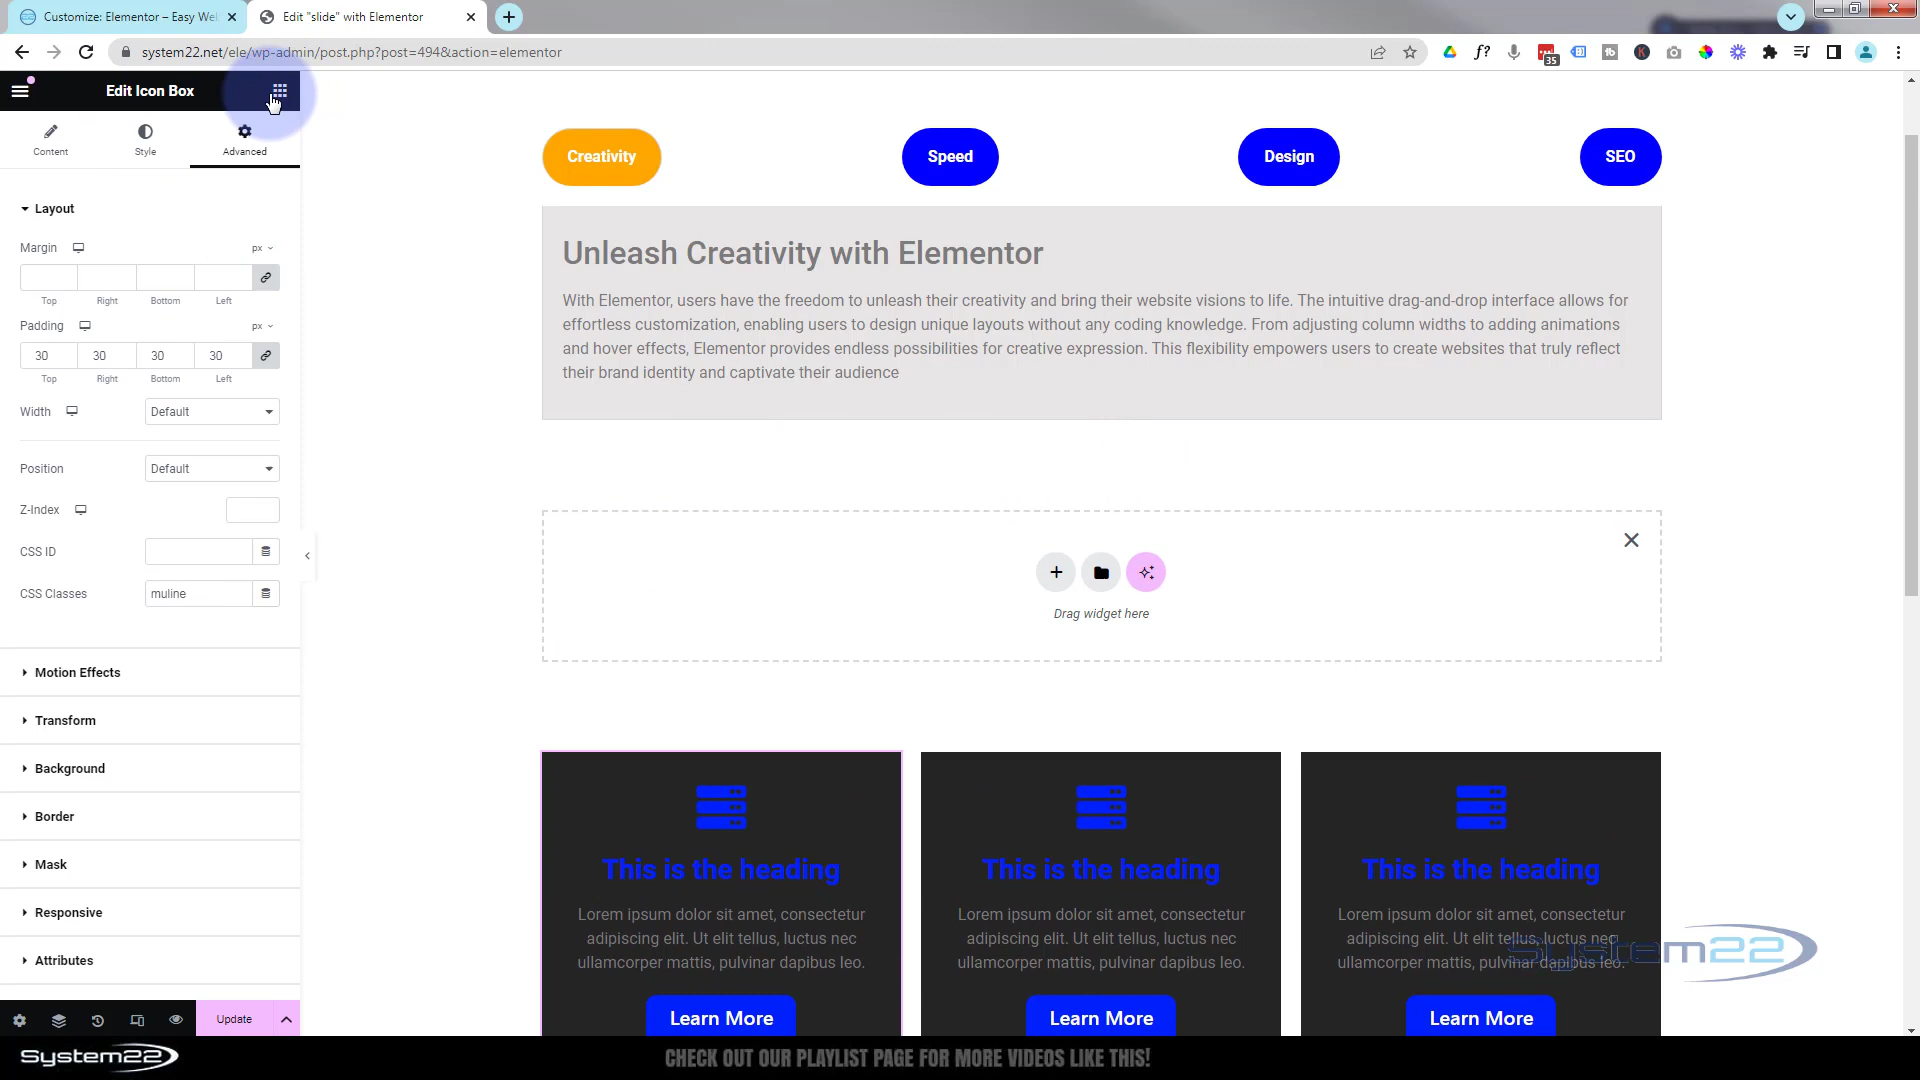 Customize: Elementor – Easy We
Edit "slide" with Elementor
system22.net/ele/wp-admin/post.php?post=494&action=elementor
f?
35
Edit Icon Box
Content
Style
Advanced
Layout
Margin
px
Top
Right
Bottom
Left
Padding
px
30
30
30
30
Top
Right
Bottom
Left
Width
Default
Position
Default
Z-Index
CSS ID
CSS Classes
muline
Motion Effects
Transform
Background
Border
Mask
Responsive
Attributes
Update
Creativity
Speed
Design
SEO
Unleash Creativity with Elementor
With Elementor, users have the freedom to unleash their creativity and bring their website visions to life. The intuitive drag-and-drop interface allows for
effortless customization, enabling users to design unique layouts without any coding knowledge. From adjusting column widths to adding animations
and hover effects, Elementor provides endless possibilities for creative expression. This flexibility empowers users to create websites that truly reflect
their brand identity and captivate their audience
Drag widget here
This is the heading
Lorem ipsum dolor sit amet, consectetur
adipiscing elit. Ut elit tellus, luctus nec
ullamcorper mattis, pulvinar dapibus leo.
Learn More
This is the heading
Lorem ipsum dolor sit amet, consectetur
adipiscing elit. Ut elit tellus, luctus nec
ullamcorper mattis, pulvinar dapibus leo.
Learn More
This is the heading
Lorem ipsum dolor sit amet, consectetur
adipiscing elit. Ut elit tellus, luctus nec
ullamcorper mattis, pulvinar dapibus leo.
Learn More
System22
System22
CHECK OUT OUR PLAYLIST PAGE FOR MORE VIDEOS LIKE THIS!